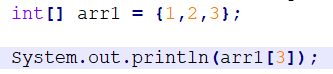 int[] arr1 = {1,2,3};
System.out.println(arr1[3]);